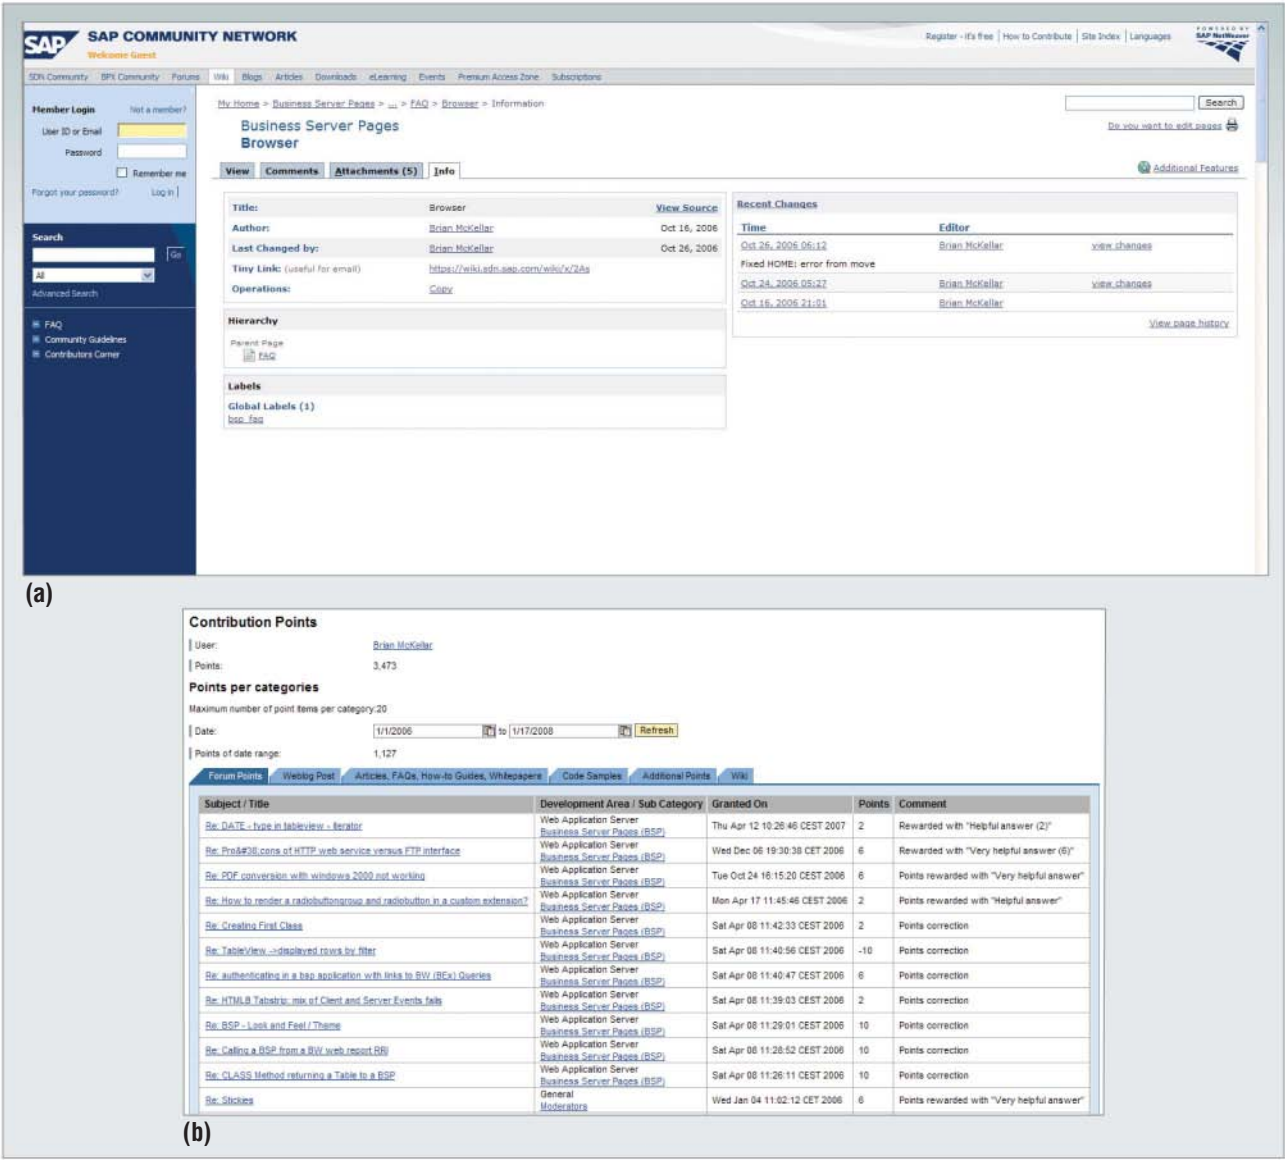 SAP
SAP COMMUNITY NETWORK
Welcome Guest
Register - It's free | How to Contribute | Site Index | Languages
POWERED BY
SAP NetWeaver
SDN Community BPX Community Forums Wiki Blogs Articles Downloads eLearning Events Premium Access Zone Subscriptions
Member Login Not a member?
User ID or Email
Password
Remember me
Forgot your password? Log in
Search
Go
All
Advanced Search
FAQ
Community Guidelines
Contributors Corner
My Home > Business Server Pages > ... > FAQ > Browser > Information
Search
Business Server Pages
Browser
Do you want to edit pages
View Comments Attachments (5) Info
Additional Features
Title: Browser View Source
Author: Brian McKellar Oct 16, 2006
Last Changed by: Brian McKellar Oct 26, 2006
Tiny Link: (useful for email) https://wiki.sdn.sap.com/wiki/x/2As
Operations: Copy
Hierarchy
Parent Page
FAQ
Labels
Global Labels (1)
bsp_faq
Recent Changes
Time Editor
Oct 26, 2006 06:12 Brian McKellar view changes
Fixed HOME: error from move
Oct 24, 2006 05:27 Brian McKellar view changes
Oct 16, 2006 21:01 Brian McKellar
View page history
(a)
Contribution Points
User: Brian McKellar
Points: 3,473
Points per categories
Maximum number of point items per category:20
Date: 1/1/2006 to 1/17/2008 Refresh
Points of date range: 1,127
Forum Points Weblog Post Articles, FAQs, How-to Guides, Whitepapers Code Samples Additional Points Wiki
Subject / Title Development Area / Sub Category Granted On Points Comment
Re: DATE - type in tableview - iterator Web Application Server Business Server Pages (BSP) Thu Apr 12 10:26:46 CEST 2007 2 Rewarded with "Helpful answer (2)"
Re: Pro&#38;cons of HTTP web service versus FTP interface Web Application Server Business Server Pages (BSP) Wed Dec 06 19:30:38 CET 2006 6 Rewarded with "Very helpful answer (6)"
Re: PDF conversion with windows 2000 not working Web Application Server Business Server Pages (BSP) Tue Oct 24 16:15:20 CEST 2006 6 Points rewarded with "Very helpful answer"
Re: How to render a radiobuttongroup and radiobutton in a custom extension? Web Application Server Business Server Pages (BSP) Mon Apr 17 11:45:46 CEST 2006 2 Points rewarded with "Helpful answer"
Re: Creating First Class Web Application Server Business Server Pages (BSP) Sat Apr 08 11:42:33 CEST 2006 2 Points correction
Re: TableView ->displayed rows by filter Web Application Server Business Server Pages (BSP) Sat Apr 08 11:40:56 CEST 2006 -10 Points correction
Re: authenticating in a bsp application with links to BW (BEx) Queries Web Application Server Business Server Pages (BSP) Sat Apr 08 11:40:47 CEST 2006 6 Points correction
Re: HTMLB Tabstrip: mix of Client and Server Events fails Web Application Server Business Server Pages (BSP) Sat Apr 08 11:39:03 CEST 2006 2 Points correction
Re: BSP - Look and Feel / Theme Web Application Server Business Server Pages (BSP) Sat Apr 08 11:29:01 CEST 2006 10 Points correction
Re: Calling a BSP from a BW web report RRI Web Application Server Business Server Pages (BSP) Sat Apr 08 11:28:52 CEST 2006 10 Points correction
Re: CLASS Method returning a Table to a BSP Web Application Server Business Server Pages (BSP) Sat Apr 08 11:26:11 CEST 2006 10 Points correction
Re: Stickies General Moderators Wed Jan 04 11:02:12 CET 2006 6 Points rewarded with "Very helpful answer"
(b)